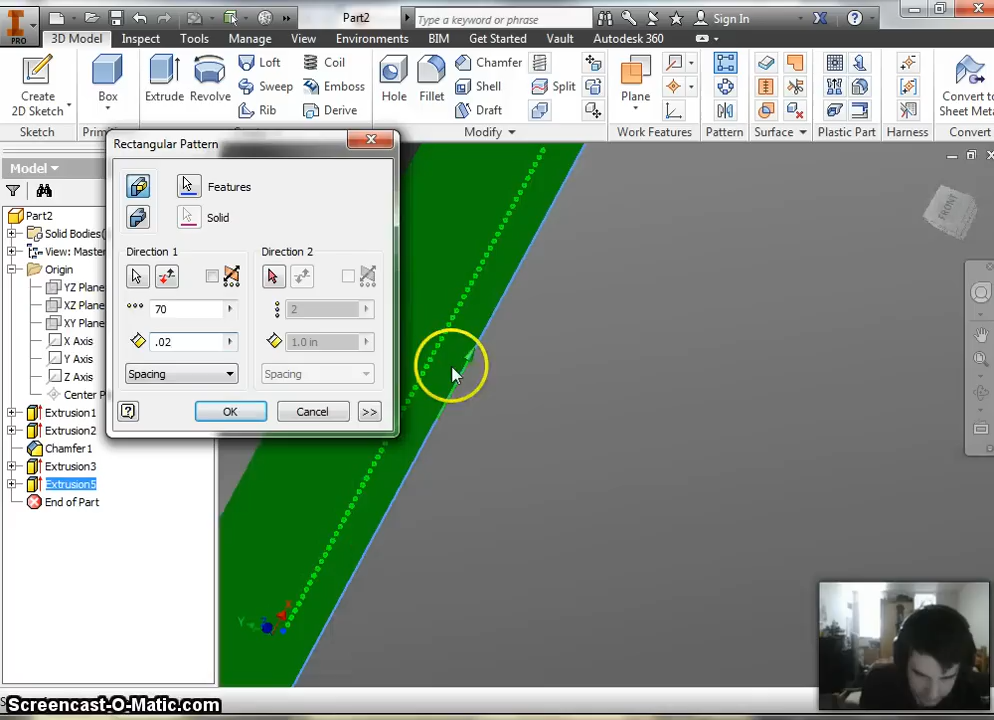 Part2
Type a keyword or phrase
Sign In
PRO
3D Model
Inspect
Tools
Manage
View
Environments
BIM
Get Started
Vault
Autodesk 360
Create
2D Sketch
Box
Extrude
Revolve
Loft
Sweep
Rib
Coil
Emboss
Derive
Hole
Fillet
Chamfer
Shell
Draft
Split
Plane
Convert to
Sheet Meta
Sketch
Primi
Modify
Work Features
Pattern
Surface
Plastic Part
Harness
Convert
Model
Part2
Solid Bodies(
View: Master
Origin
YZ Plane
XZ Plane
XY Plane
X Axis
Y Axis
Z Axis
Center P
Extrusion1
Extrusion2
Chamfer1
Extrusion3
Extrusion5
End of Part
Rectangular Pattern
Features
Solid
Direction 1
Direction 2
70
2
.02
1.0 in
Spacing
Spacing
OK
Cancel
>>
FRONT
Y
X
Screencast-O-Matic.com